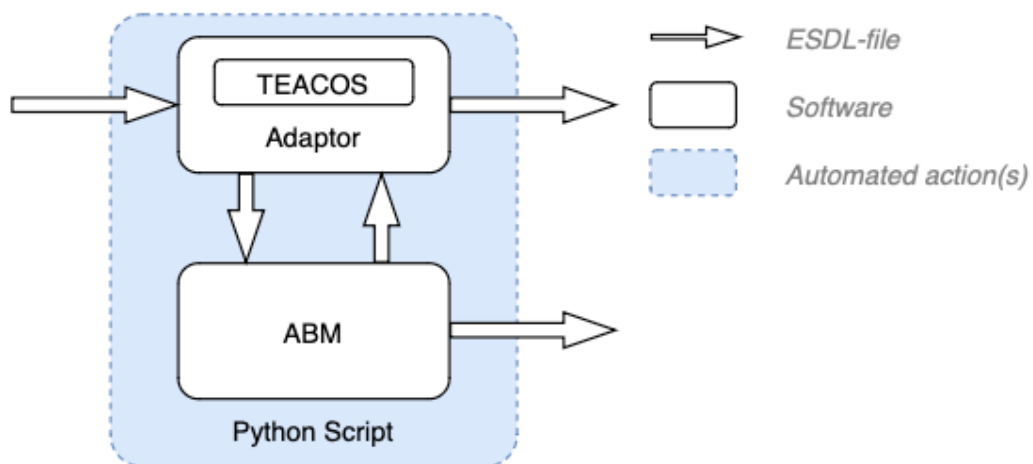 TEACOS
Adaptor
ABM
Python Script
ESDL-file
Software
Automated action(s)